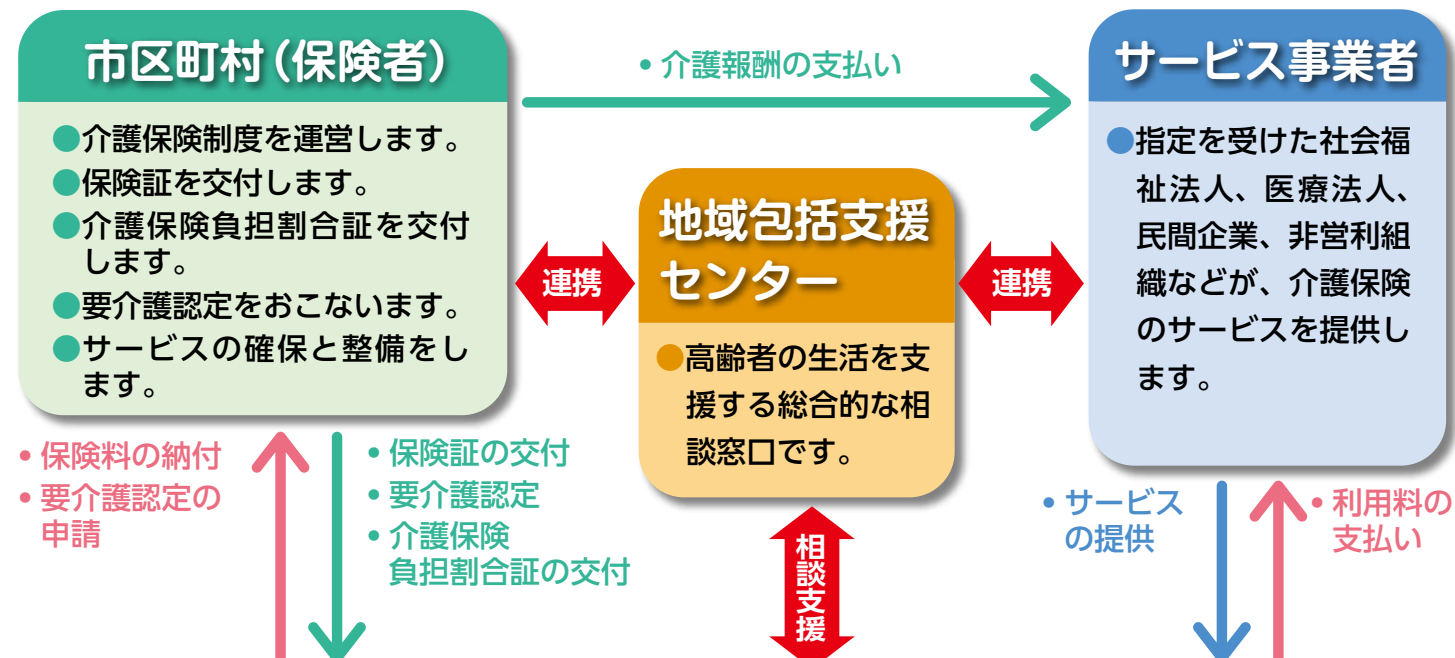 市区町村（保険者）
●介護保険制度を運営します。
●保険証を交付します。
●介護保険負担割合証を交付
します。
●要介護認定をおこないます。
●サービスの確保と整備をし
ます。
• 介護報酬の支払い
サービス事業者
●指定を受けた社会福
祉法人、医療法人、
民間企業、非営利組
織などが、介護保険
のサービスを提供し
ます。
連携
地域包括支援
センター
●高齢者の生活を支
援する総合的な相
談窓口です。
連携
• 保険料の納付
• 要介護認定の
申請
• 保険証の交付
• 要介護認定
• 介護保険
負担割合証の交付
相談支援
• サービス
の提供
• 利用料の
支払い